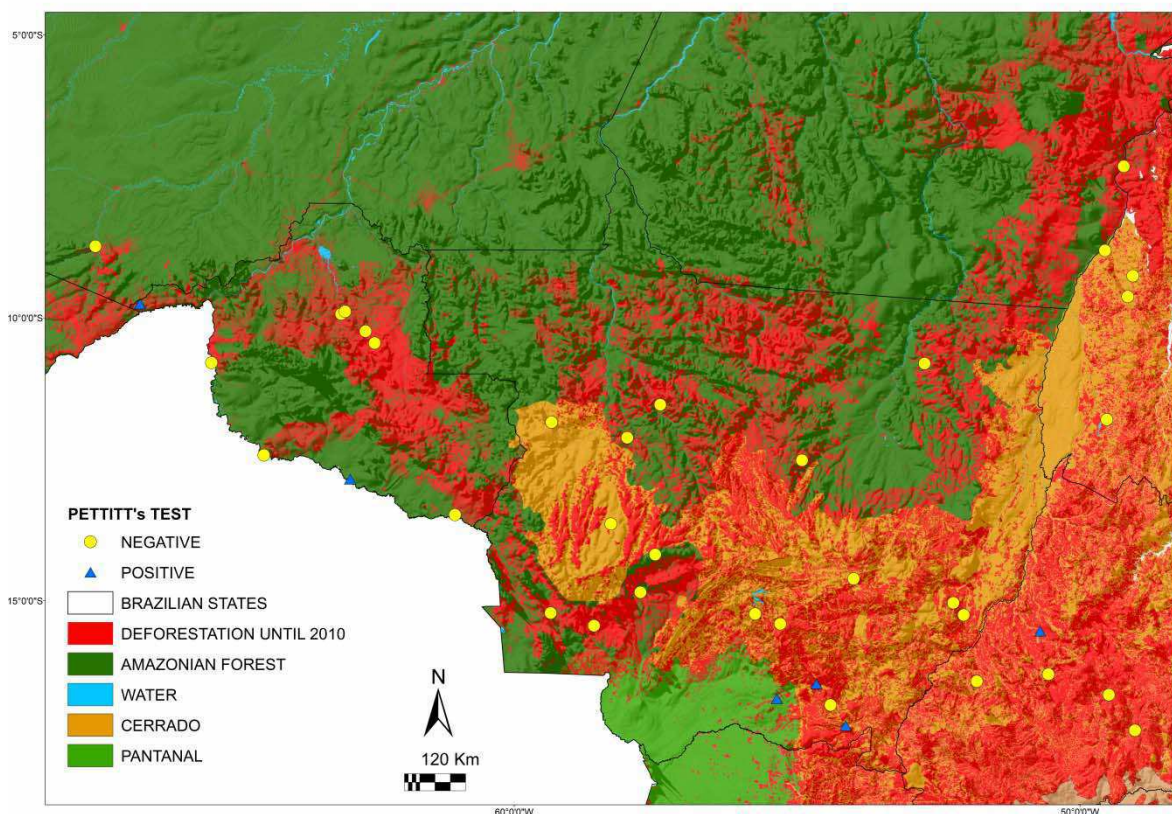 5°0'0"S
10°0'0"S
15°0'0"S
PETTITT's TEST
NEGATIVE
POSITIVE
BRAZILIAN STATES
DEFORESTATION UNTIL 2010
AMAZONIAN FOREST
WATER
CERRADO
PANTANAL
N
120 Km
60°0'0"W
50°0'0"W